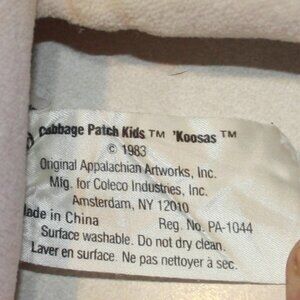 Cabbage Patch Kids TM 'Koosas TM
© 1983
Original Appalachian Artworks, Inc.
Mfg. for Coleco Industries, Inc.
Amsterdam, NY 12010
Made in China Reg. No. PA-1044
Surface washable. Do not dry clean.
Laver en surface. Ne pas nettoyer à sec.